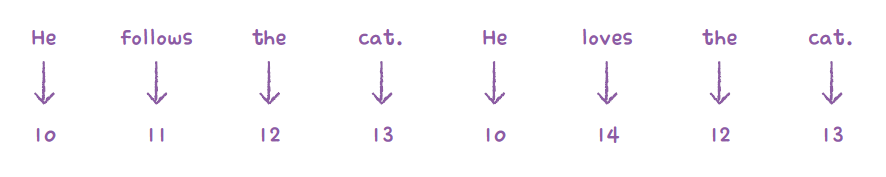 He follows the cat. He loves the cat.
10 11 12 13 10 14 12 13